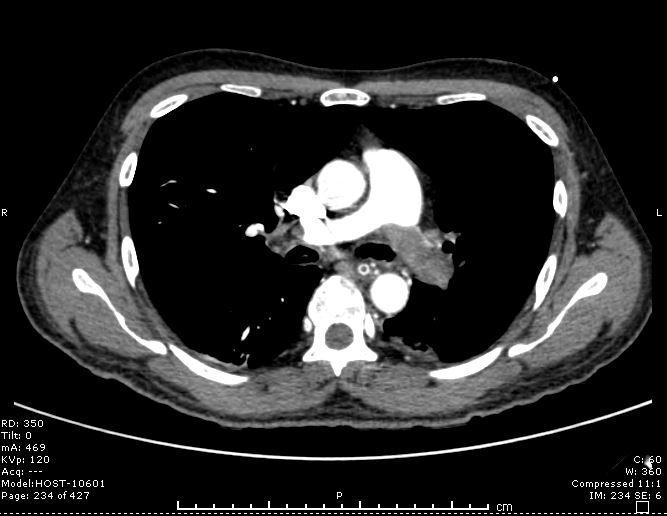 R
L
RD: 350
Tilt: 0
mA: 469
KVp: 120
Acq: ---
Model:HOST-10601
Page: 234 of 427
P
cm
C: 60
W: 360
Compressed 11:1
IM: 234 SE: 6